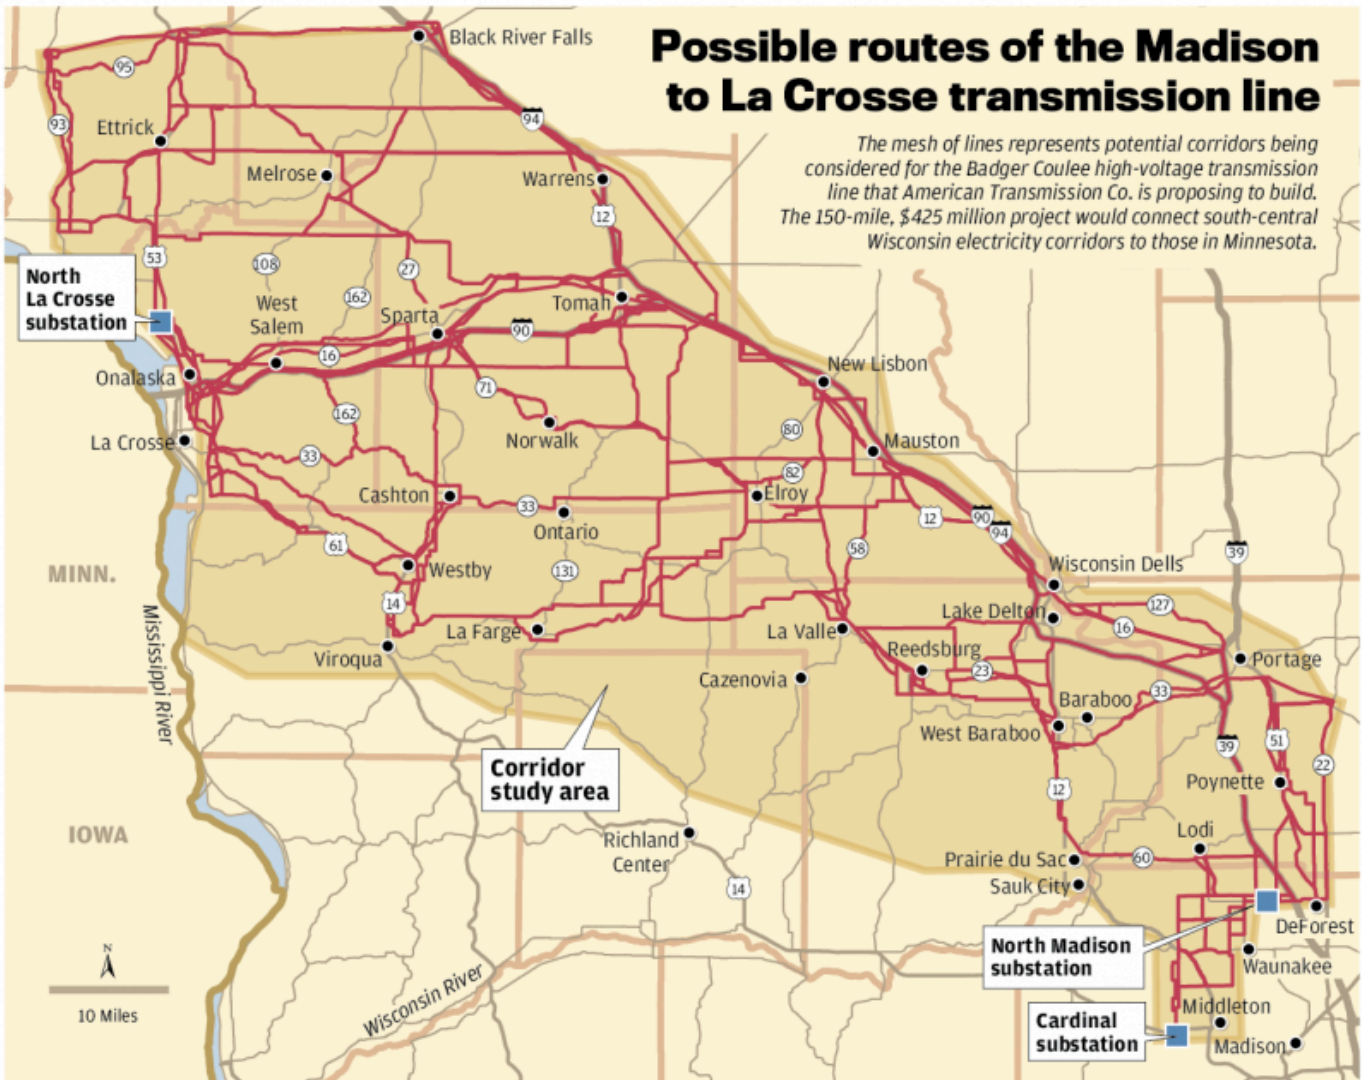 Possible routes of the Madison
to La Crosse transmission line
The mesh of lines represents potential corridors being
considered for the Badger Coulee high-voltage transmission
line that American Transmission Co. is proposing to build.
The 150-mile, $425 million project would connect south-central
Wisconsin electricity corridors to those in Minnesota.
Black River Falls
95
94
93
Ettrick
Melrose
Warrens
12
53
North
La Crosse
substation
108
27
162
West
Salem
Sparta
Tomah
90
16
New Lisbon
Onalaska
71
162
Norwalk
80
La Crosse
33
Mauston
82
Cashton
33
Elroy
Ontario
12
90
94
61
58
39
MINN.
Westby
131
Wisconsin Dells
14
Lake Delton
127
16
La Farge
La Valle
Viroqua
Reedsburg
23
Portage
Mississippi River
Cazenovia
33
Baraboo
West Baraboo
39
51
22
Corridor
study area
12
Poynette
IOWA
Richland
Center
Lodi
Prairie du Sac
60
Sauk City
14
DeForest
North Madison
substation
Waunakee
Wisconsin River
N
10 Miles
Middleton
Cardinal
substation
Madison